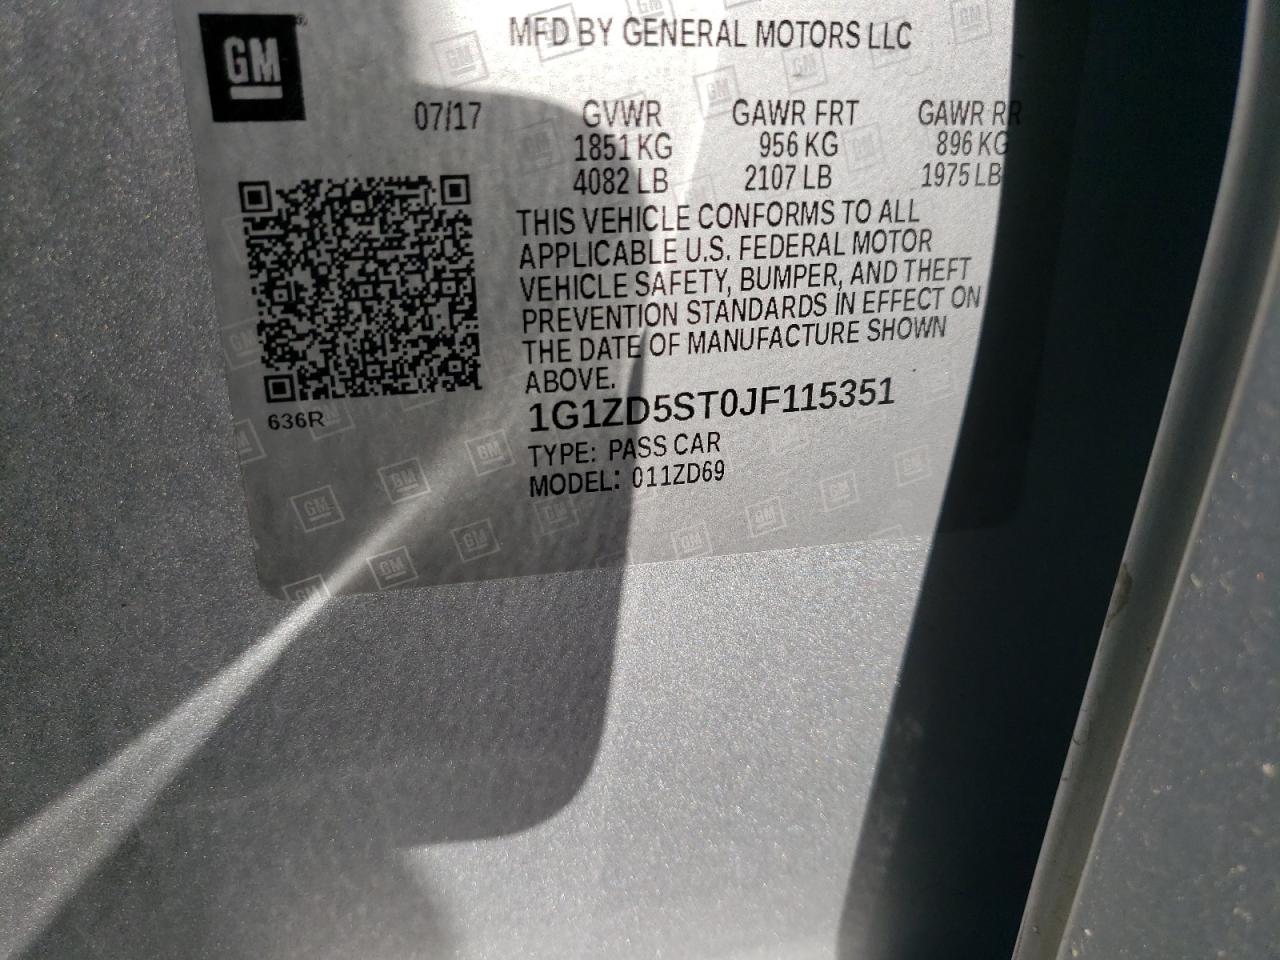 GM
MFD BY GENERAL MOTORS LLC
07/17 GVWR GAWR FRT GAWR RR
1851 KG 956 KG 896 KG
4082 LB 2107 LB 1975 LB
THIS VEHICLE CONFORMS TO ALL
APPLICABLE U.S. FEDERAL MOTOR
VEHICLE SAFETY, BUMPER, AND THEFT
PREVENTION STANDARDS IN EFFECT ON
THE DATE OF MANUFACTURE SHOWN
ABOVE.
636R
1G1ZD5ST0JF115351
TYPE: PASS CAR
MODEL: 011ZD69